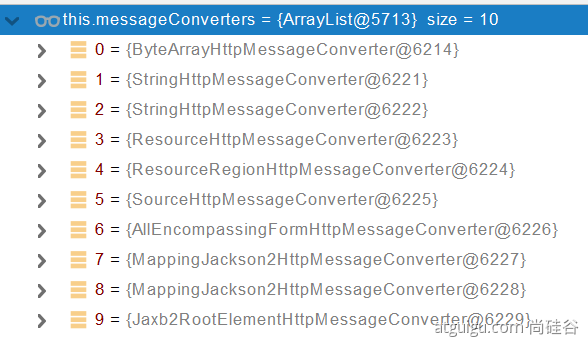 this.messageConverters = {ArrayList@5713} size = 10
0 = {ByteArrayHttpMessageConverter@6214}
1 = {StringHttpMessageConverter@6221}
2 = {StringHttpMessageConverter@6222}
3 = {ResourceHttpMessageConverter@6223}
4 = {ResourceRegionHttpMessageConverter@6224}
5 = {SourceHttpMessageConverter@6225}
6 = {AllEncompassingFormHttpMessageConverter@6226}
7 = {MappingJackson2HttpMessageConverter@6227}
8 = {MappingJackson2HttpMessageConverter@6228}
9 = {Jaxb2RootElementHttpMessageConverter@6229}
atguigu.com 尚硅谷